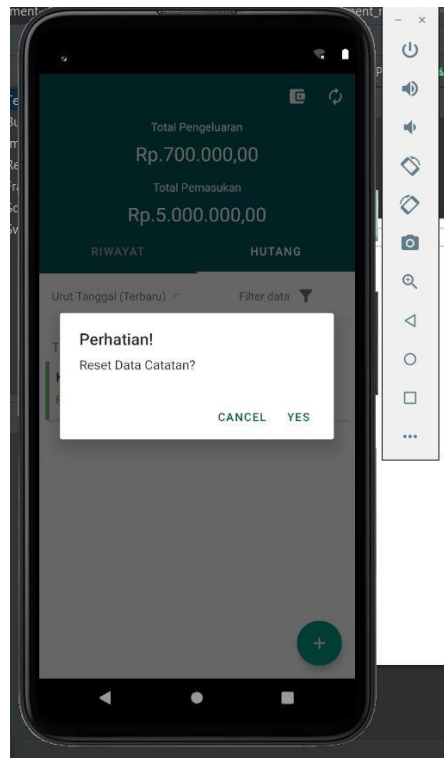 Total Pengeluaran
Rp.700.000,00
Total Pemasukan
Rp.5.000.000,00
RIWAYAT HUTANG
Urut Tanggal (Terbaru) Filter data
Perhatian!
Reset Data Catatan?
CANCEL YES